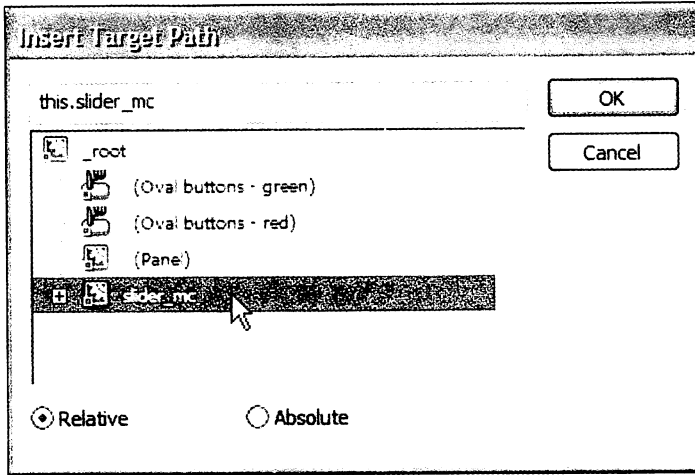 Insert Target Path
this.slider_mc
OK
_root
Cancel
(Oval buttons - green)
(Oval buttons - red)
(Panel)
slider_mc
Relative
Absolute